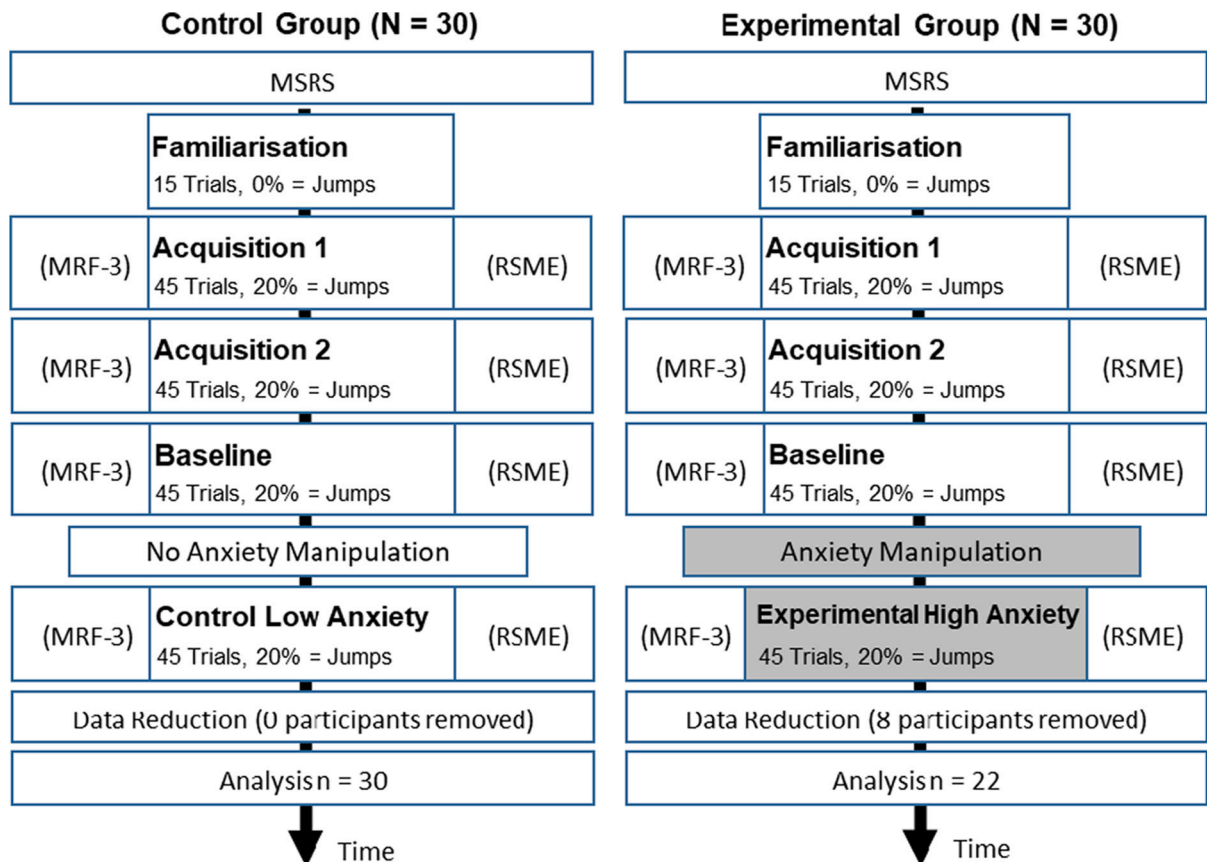 Control Group (N = 30)
MSRS
Familiarisation
15 Trials, 0% = Jumps
(MRF-3)
Acquisition 1
45 Trials, 20% = Jumps
(RSME)
(MRF-3)
Acquisition 2
45 Trials, 20% = Jumps
(RSME)
(MRF-3)
Baseline
45 Trials, 20% = Jumps
(RSME)
No Anxiety Manipulation
(MRF-3)
Control Low Anxiety
45 Trials, 20% = Jumps
(RSME)
Data Reduction (0 participants removed)
Analysis n = 30
Time
Experimental Group (N = 30)
MSRS
Familiarisation
15 Trials, 0% = Jumps
(MRF-3)
Acquisition 1
45 Trials, 20% = Jumps
(RSME)
(MRF-3)
Acquisition 2
45 Trials, 20% = Jumps
(RSME)
(MRF-3)
Baseline
45 Trials, 20% = Jumps
(RSME)
Anxiety Manipulation
(MRF-3)
Experimental High Anxiety
45 Trials, 20% = Jumps
(RSME)
Data Reduction (8 participants removed)
Analysis n = 22
Time